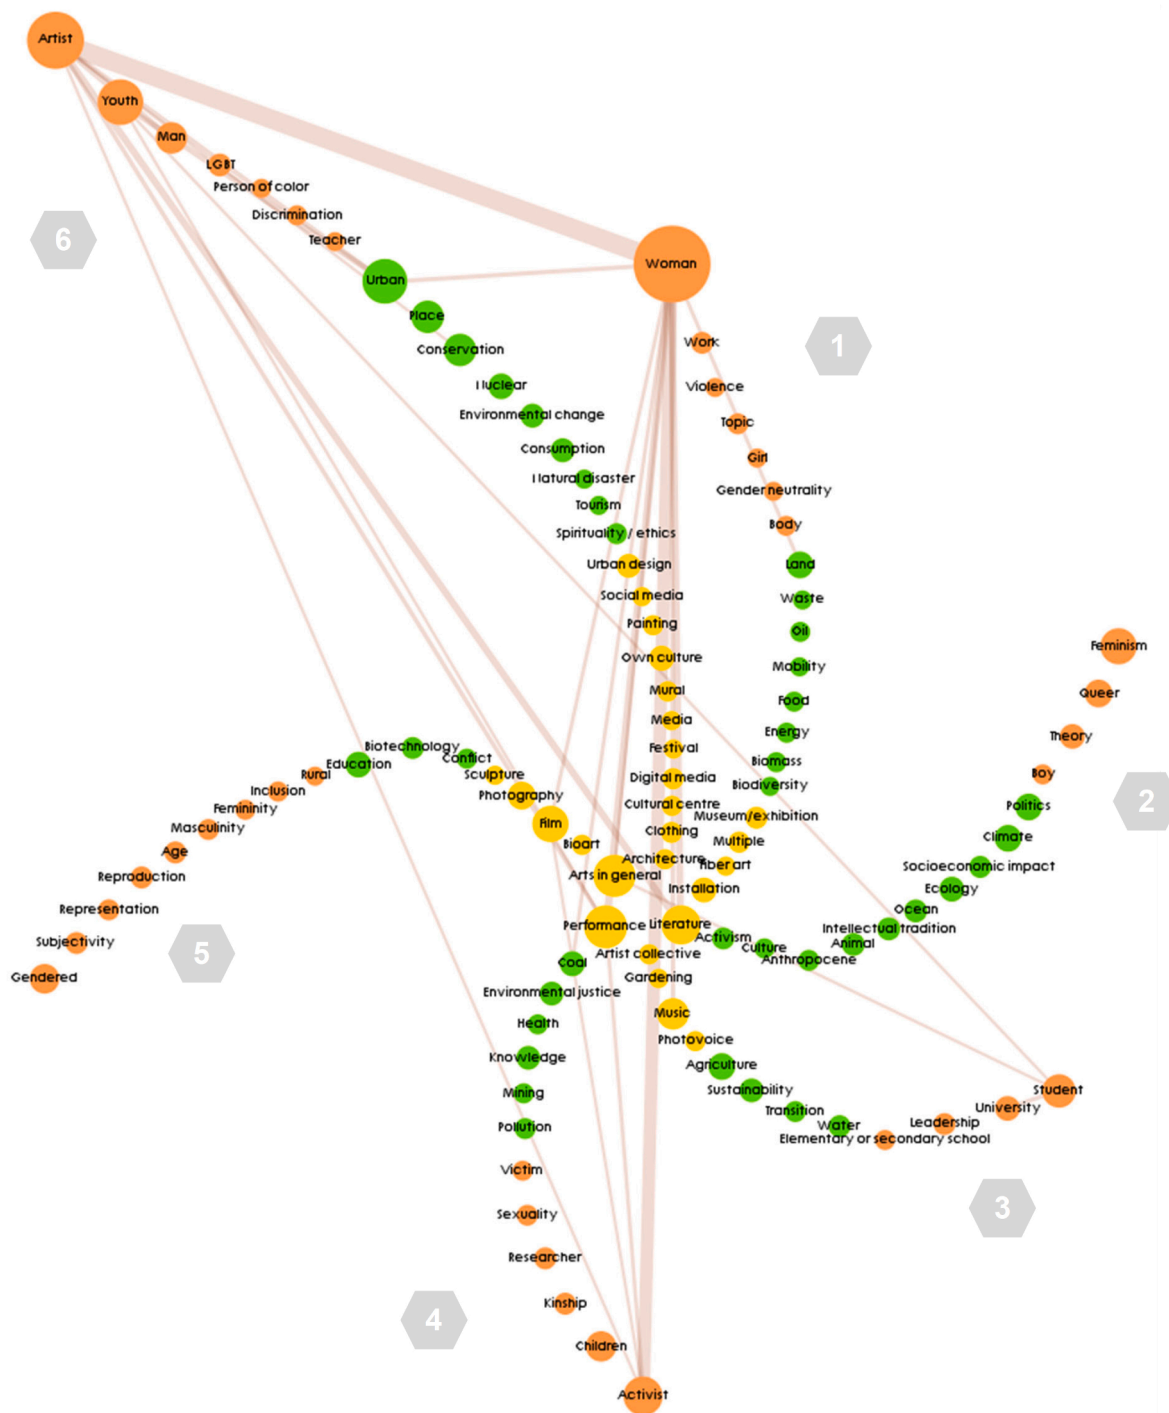 Artist
Youth
Man
LGBT
Person of color
Discrimination
Teacher
6
Urban
Woman
Place
Conservation
Work
1
Nuclear
Violence
Environmental change
Topic
Consumption
Girl
Natural disaster
Gender neutrality
Tourism
Body
Spirituality / ethics
Urban design
Land
Social media
Waste
Painting
Oil
Own culture
Feminism
Mobility
Mural
Queer
Food
Media
Energy
Theory
Festival
Biomass
Biotechnology
Conflict
Education
Sculpture
Rural
Digital media
Biodiversity
Boy
Inclusion
Photography
Cultural centre
Politics
2
Femininity
Museum/exhibition
Masculinity
Film
Clothing
Multiple
Climate
Age
Bioart
Architecture
Fiber art
Socioeconomic impact
Reproduction
Arts in general
Installation
Ecology
Representation
Ocean
Performance
Literature
Activism
Intellectual tradition
Subjectivity
Culture
Animal
5
Artist collective
Anthropocene
Coal
Gendered
Gardening
Environmental justice
Music
Health
Photovoice
Knowledge
Agriculture
Mining
Sustainability
Student
Transition
University
Pollution
Water
Leadership
Elementary or secondary school
Victim
Sexuality
3
Researcher
Kinship
4
Children
Activist